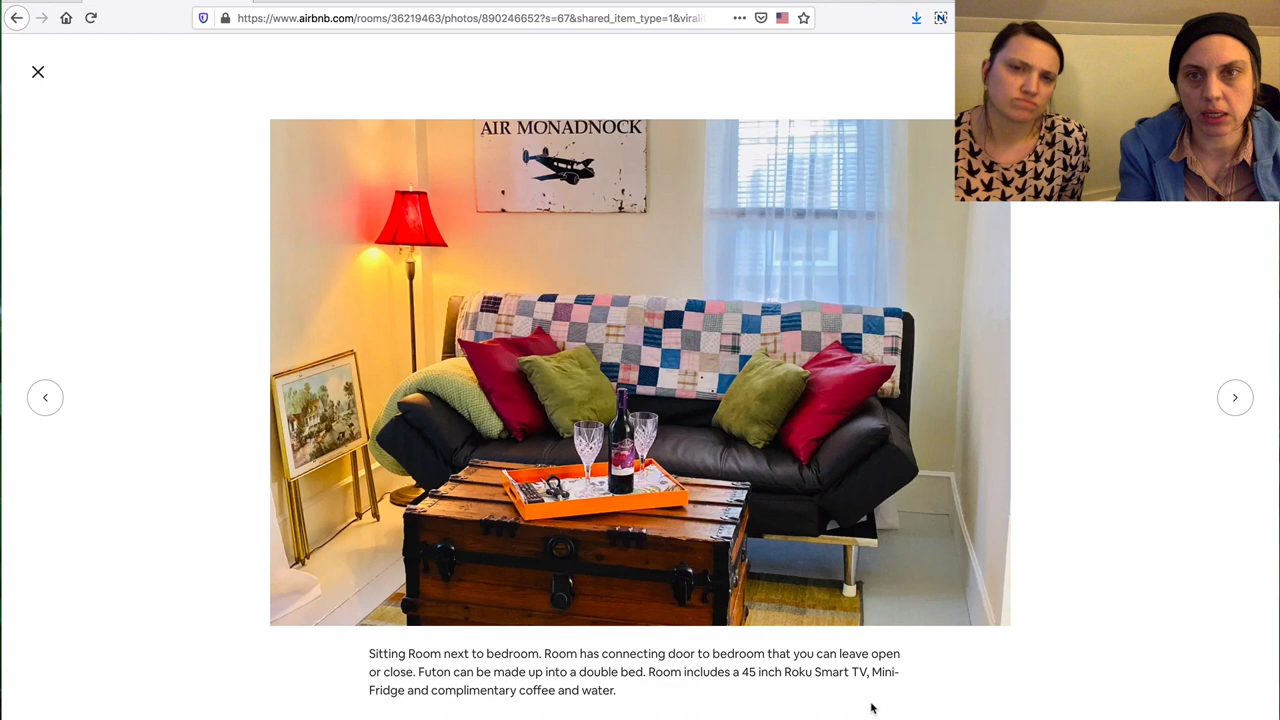 https://www.airbnb.com/rooms/36219463/photos/890246652?s=67&shared_item_type=1&virali
AIR MONADNOCK
Sitting Room next to bedroom. Room has connecting door to bedroom that you can leave open
or close. Futon can be made up into a double bed. Room includes a 45 inch Roku Smart TV, Mini-
Fridge and complimentary coffee and water.